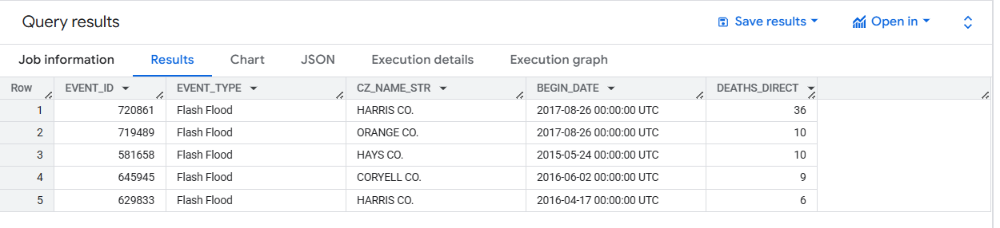 Query results Save results Open in
Job information Results Chart JSON Execution details Execution graph
Row EVENT_ID EVENT_TYPE CZ_NAME_STR BEGIN_DATE DEATHS_DIRECT
1 720861 Flash Flood HARRIS CO. 2017-08-26 00:00:00 UTC 36
2 719489 Flash Flood ORANGE CO. 2017-08-26 00:00:00 UTC 10
3 581658 Flash Flood HAYS CO. 2015-05-24 00:00:00 UTC 10
4 645945 Flash Flood CORYELL CO. 2016-06-02 00:00:00 UTC 9
5 629833 Flash Flood HARRIS CO. 2016-04-17 00:00:00 UTC 6